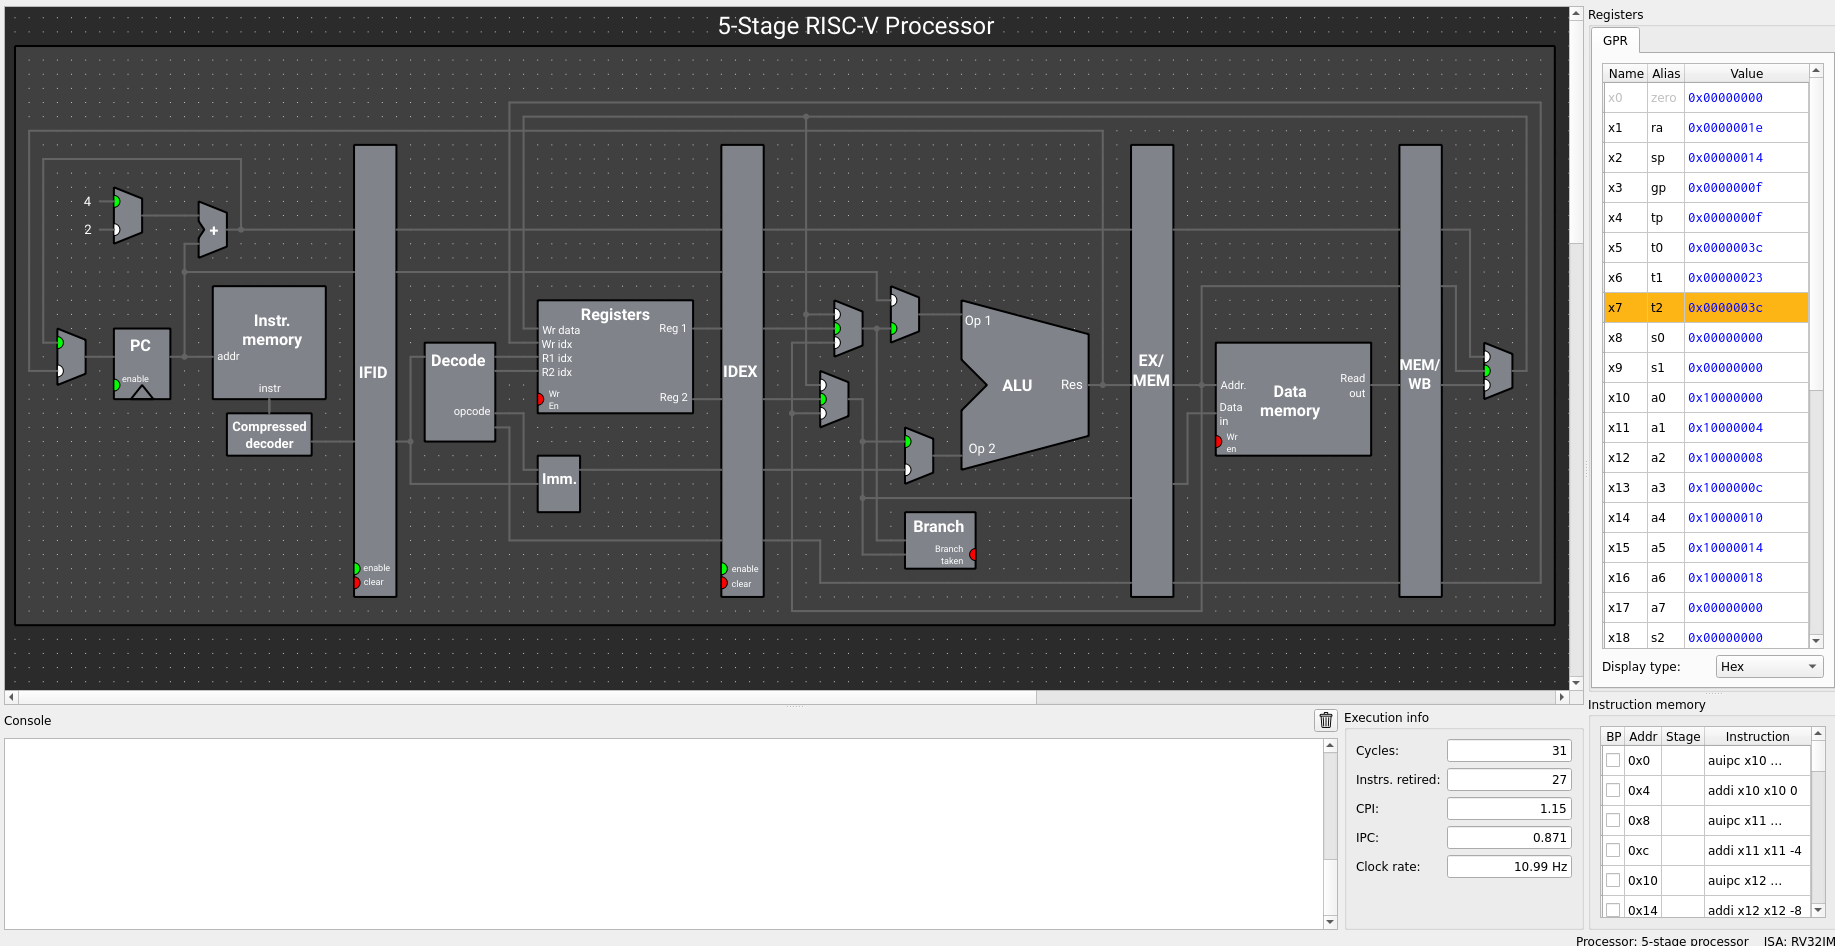 5-Stage RISC-V Processor
4
2
+
PC
enable
Instr.
memory
addr
instr
Compressed
decoder
IFID
enable
clear
Decode
opcode
Registers
Wr data
Wr idx
R1 idx
R2 idx
Wr
En
Reg 1
Reg 2
Imm.
IDEX
enable
clear
Op 1
ALU
Res
Op 2
Branch
Branch
taken
EX/
MEM
Addr.
Data
in
Wr
en
Data
memory
Read
out
MEM/
WB
Registers
GPR
Name Alias Value
x0 zero 0x00000000
x1 ra 0x0000001e
x2 sp 0x00000014
x3 gp 0x0000000f
x4 tp 0x0000000f
x5 t0 0x0000003c
x6 t1 0x00000023
x7 t2 0x0000003c
x8 s0 0x00000000
x9 s1 0x00000000
x10 a0 0x10000000
x11 a1 0x10000004
x12 a2 0x10000008
x13 a3 0x1000000c
x14 a4 0x10000010
x15 a5 0x10000014
x16 a6 0x10000018
x17 a7 0x00000000
x18 s2 0x00000000
Display type: Hex
Console
Execution info
Cycles: 31
Instrs. retired: 27
CPI: 1.15
IPC: 0.871
Clock rate: 10.99 Hz
Instruction memory
BP Addr Stage Instruction
0x0 auipc x10 ...
0x4 addi x10 x10 0
0x8 auipc x11 ...
0xc addi x11 x11 -4
0x10 auipc x12 ...
0x14 addi x12 x12 -8
Processor: 5-stage processor ISA: RV32IM